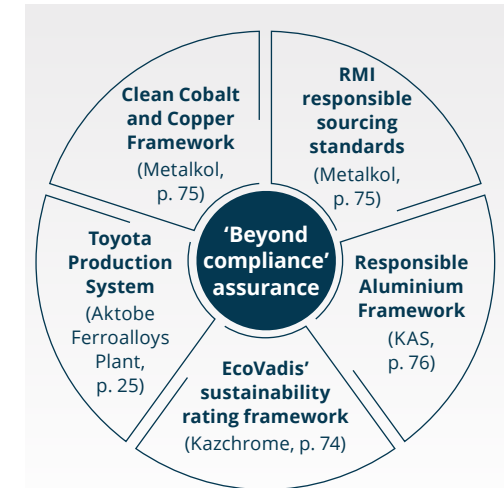 Clean Cobalt
and Copper
Framework
(Metalkol,
p. 75)
RMI
responsible
sourcing
standards
(Metalkol,
p. 75)
Toyota
Production
System
(Aktobe
Ferroalloys
Plant,
p. 25)
‘Beyond
compliance’
assurance
Responsible
Aluminium
Framework
(KAS,
p. 76)
EcoVadis’
sustainability
rating framework
(Kazchrome, p. 74)